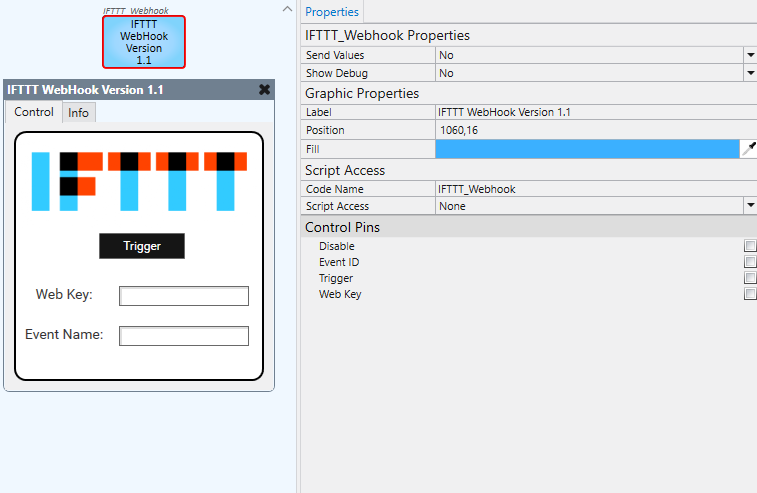 IFTTT_Webhook
IFTTT
WebHook
Version
1.1
IFTTT WebHook Version 1.1
Control
Info
IFTTT
Trigger
Web Key:
Event Name:
Properties
IFTTT_Webhook Properties
Send Values No
Show Debug No
Graphic Properties
Label IFTTT WebHook Version 1.1
Position 1060,16
Fill
Script Access
Code Name IFTTT_Webhook
Script Access None
Control Pins
Disable
Event ID
Trigger
Web Key